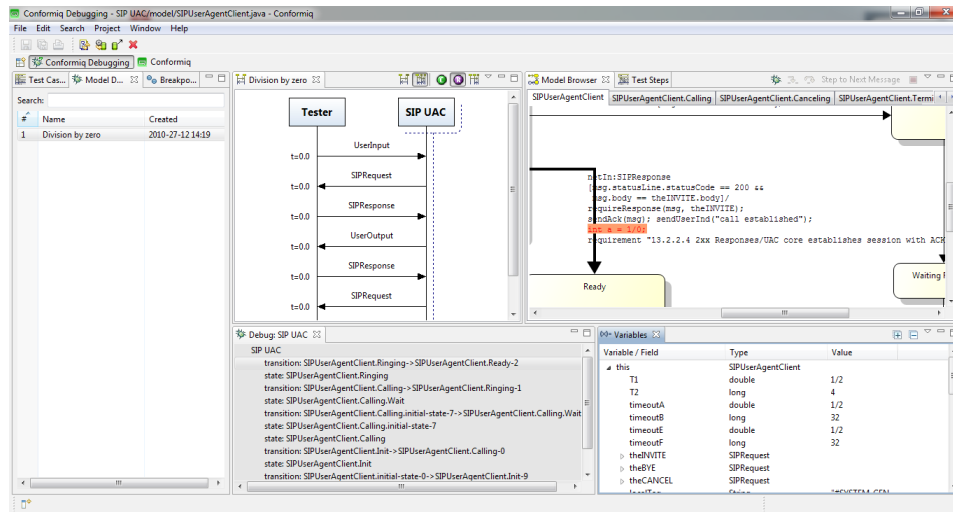 Conformiq Debugging - SIP UAC/model/SIPUserAgentClient.java - Conformiq
File Edit Search Project Window Help
Conformiq Debugging Conformiq
Test Cas... Model D... Breakpo...
Search:
# Name Created
1 Division by zero 2010-27-12 14:19
Division by zero
Tester SIP UAC
UserInput
t=0.0
SIPRequest
t=0.0
SIPResponse
t=0.0
UserOutput
t=0.0
SIPResponse
t=0.0
SIPRequest
t=0.0
Model Browser Test Steps Step to Next Message
SIPUserAgentClient SIPUserAgentClient.Calling SIPUserAgentClient.Canceling SIPUserAgentClient.Termi
netIn:SIPResponse
[msg.statusLine.statusCode == 200 &&
msg.body == theINVITE.body]/
requireResponse(msg, theINVITE);
sendAck(msg); sendUserInd("call established");
int a = 1/0;
requirement "13.2.2.4 2xx Responses/UAC core establishes session with ACK
Ready
Waiting
Debug: SIP UAC
SIP UAC
transition: SIPUserAgentClient.Ringing->SIPUserAgentClient.Ready-2
state: SIPUserAgentClient.Ringing
transition: SIPUserAgentClient.Calling->SIPUserAgentClient.Ringing-1
state: SIPUserAgentClient.Calling.Wait
transition: SIPUserAgentClient.Calling.initial-state-7->SIPUserAgentClient.Calling.Wait
state: SIPUserAgentClient.Calling.initial-state-7
state: SIPUserAgentClient.Calling
transition: SIPUserAgentClient.Init->SIPUserAgentClient.Calling-0
state: SIPUserAgentClient.Init
transition: SIPUserAgentClient.initial-state-0->SIPUserAgentClient.Init-9
(x)= Variables
Variable / Field Type Value
this SIPUserAgentClient
T1 double 1/2
T2 long 4
timeoutA double 1/2
timeoutB long 32
timeoutE double 1/2
timeoutF long 32
theINVITE SIPRequest
theBYE SIPRequest
theCANCEL SIPRequest
localTag String "#SYSTEM_GEN